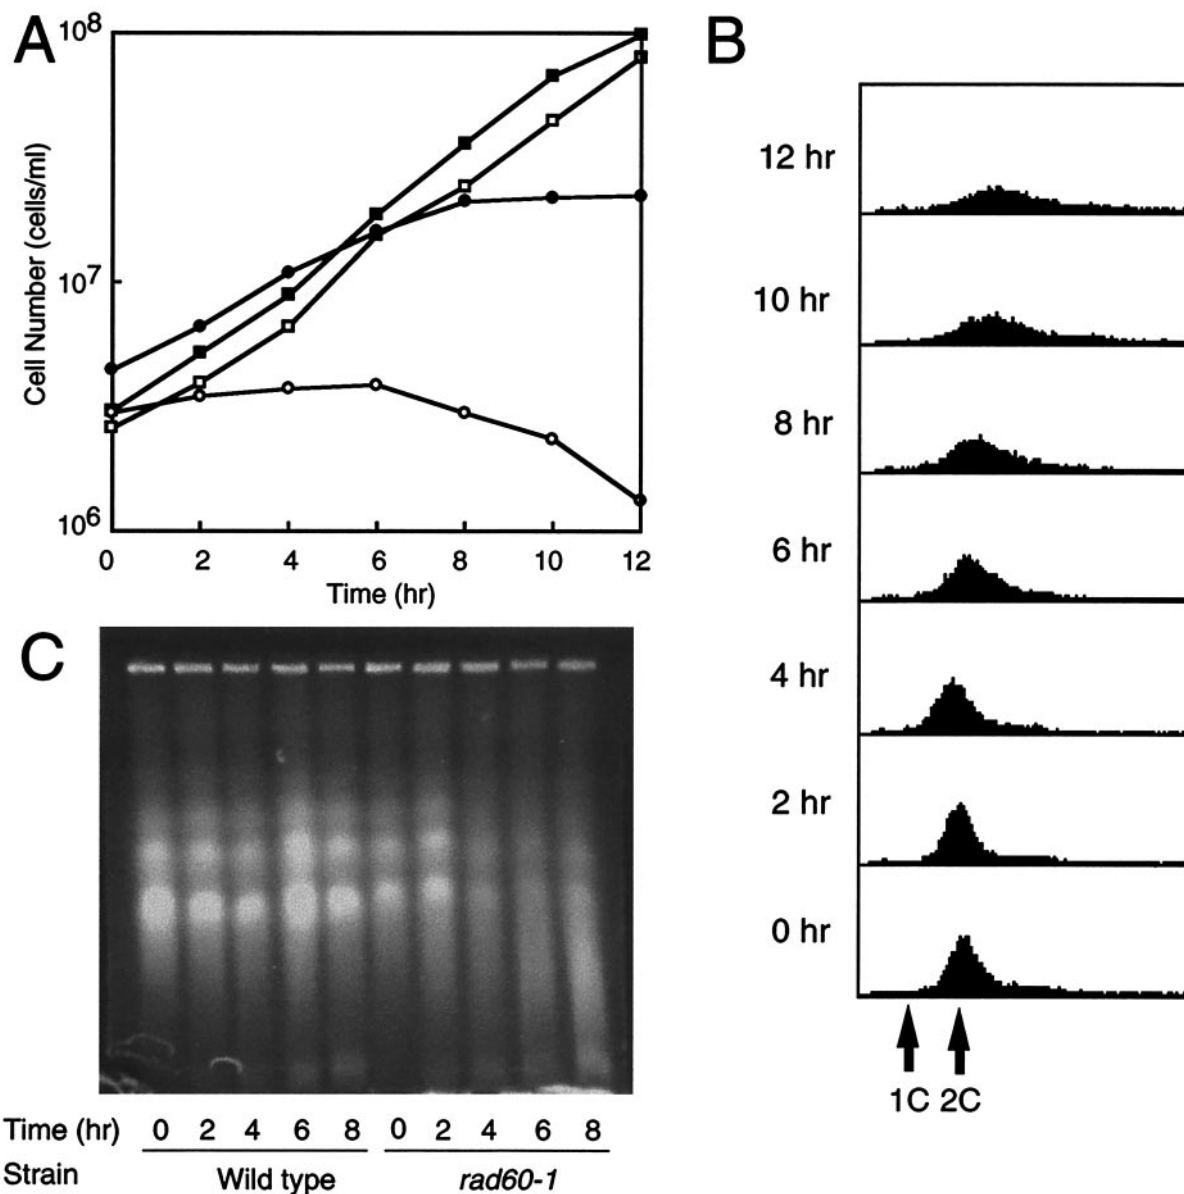 A
Cell Number (cells/ml)
10^8
10^7
10^6
0 2 4 6 8 10 12
Time (hr)
B
12 hr
10 hr
8 hr
6 hr
4 hr
2 hr
0 hr
1C 2C
C
Time (hr) 0 2 4 6 8 0 2 4 6 8
Strain Wild type rad60-1